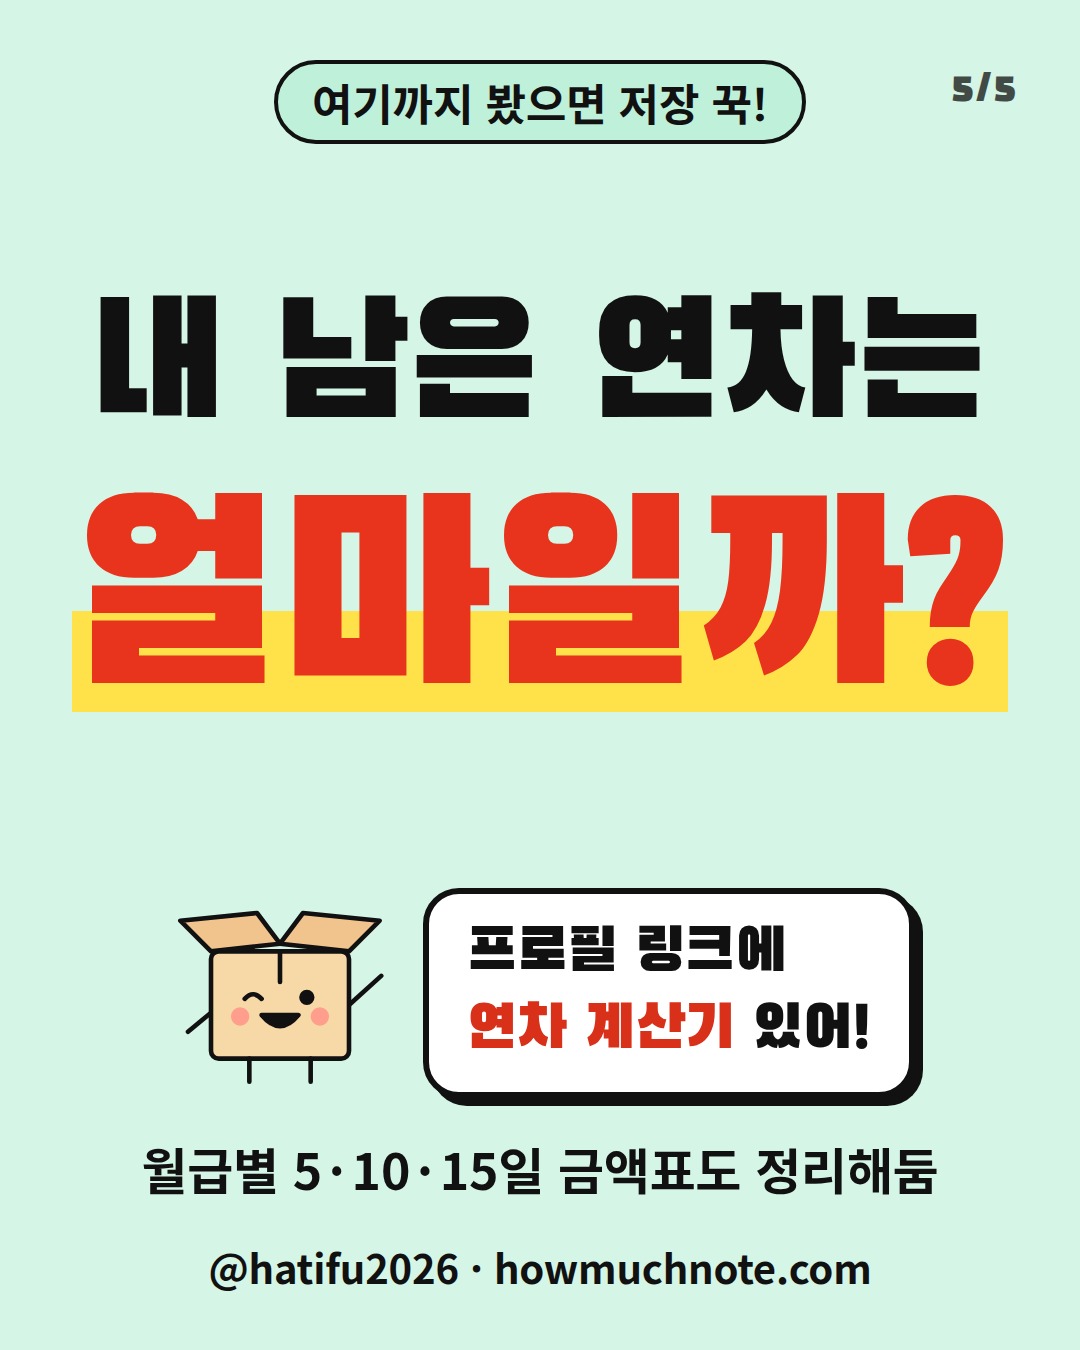 여기까지 봤으면 저장 꾹!
5/5
내 남은 연차는
얼마일까?
프로필 링크에
연차 계산기 있어!
월급별 5·10·15일 금액표도 정리해둠
@hatifu2026 · howmuchnote.com